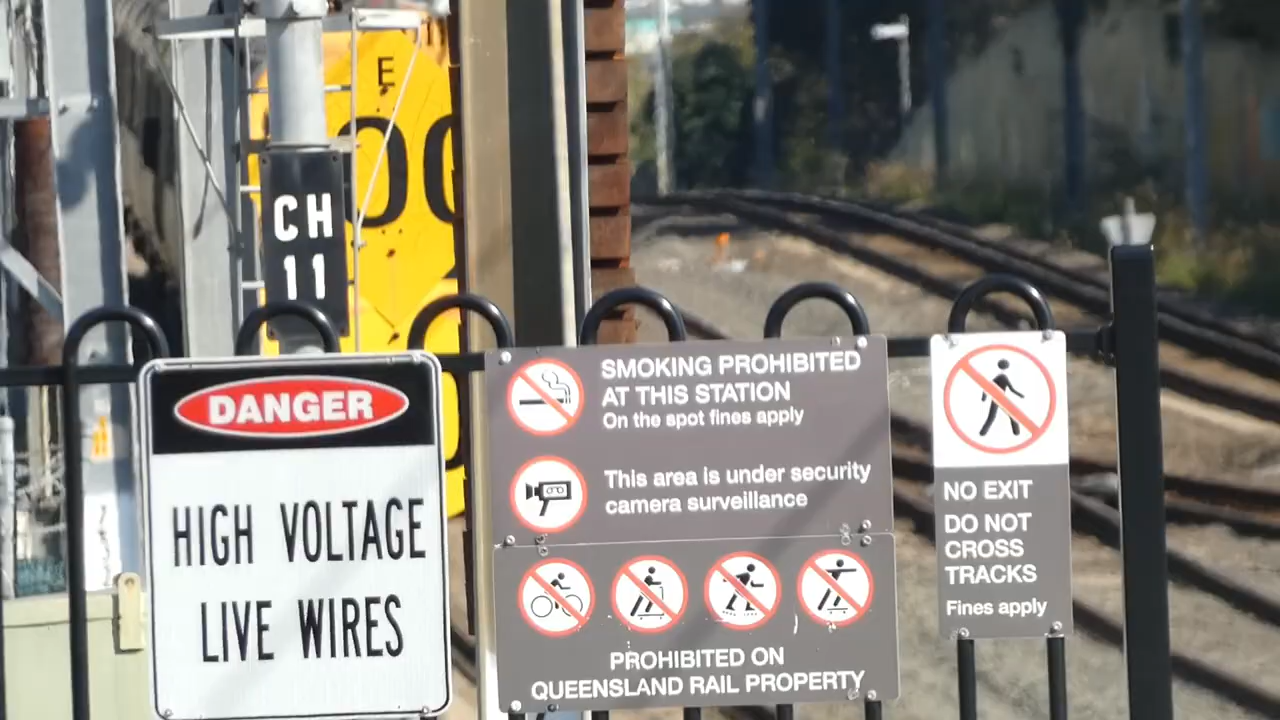 E
CH
11
DANGER
HIGH VOLTAGE
LIVE WIRES
SMOKING PROHIBITED
AT THIS STATION
On the spot fines apply
This area is under security
camera surveillance
PROHIBITED ON
QUEENSLAND RAIL PROPERTY
NO EXIT
DO NOT
CROSS
TRACKS
Fines apply